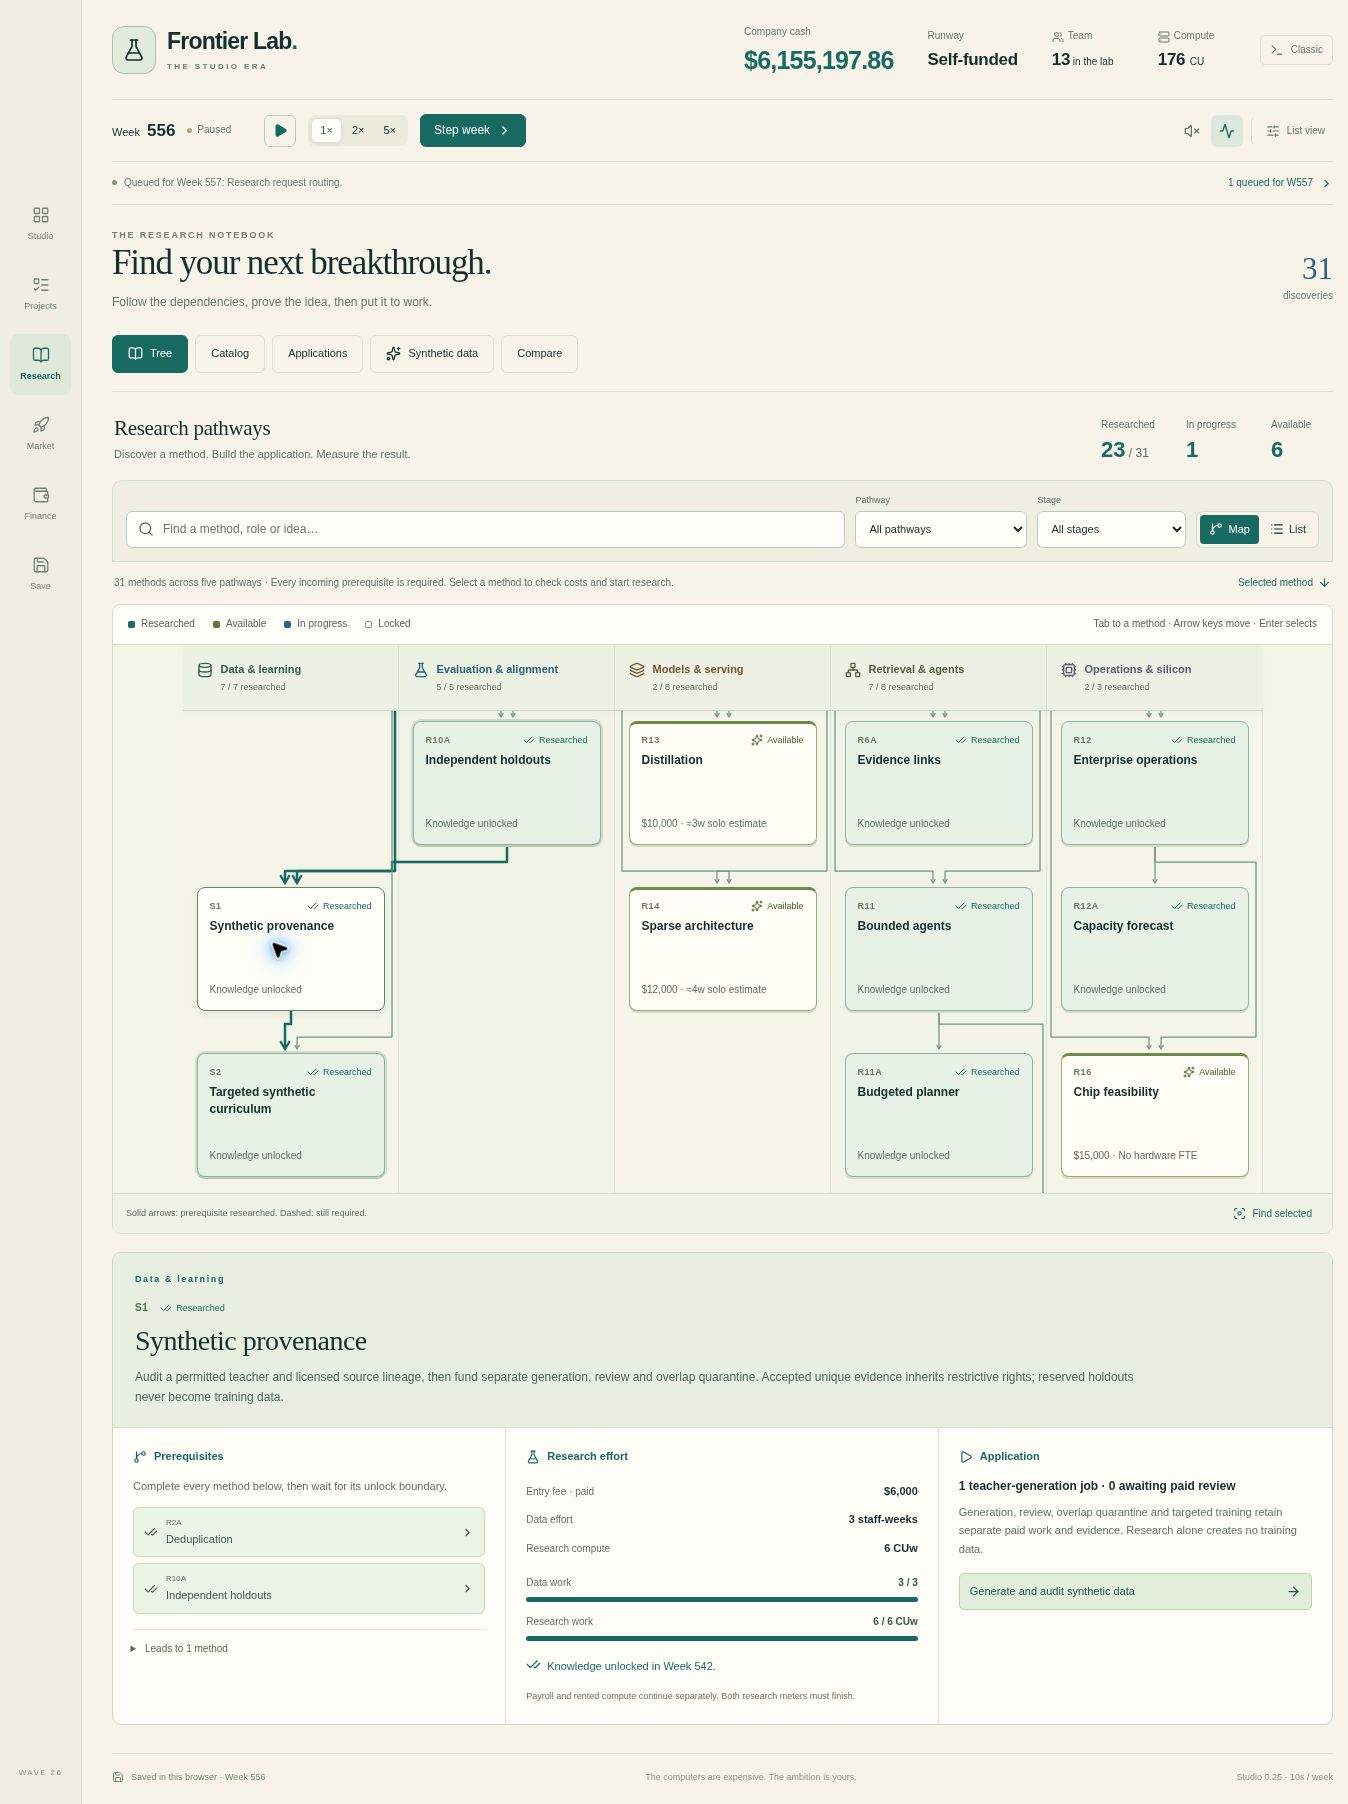 Frontier Lab.
THE STUDIO ERA
Company cash
$6,155,197.86
Runway
Self-funded
Team
13 in the lab
Compute
176 CU
Classic
Week 556
Paused
1×
2×
5×
Step week
List view
Queued for Week 557: Research request routing.
1 queued for W557
Studio
Projects
Research
Market
Finance
Save
WAVE 26
THE RESEARCH NOTEBOOK
Find your next breakthrough.
Follow the dependencies, prove the idea, then put it to work.
31
discoveries
Tree
Catalog
Applications
Synthetic data
Compare
Research pathways
Discover a method. Build the application. Measure the result.
Researched
23 / 31
In progress
1
Available
6
Find a method, role or idea…
Pathway
All pathways
Stage
All stages
Map
List
31 methods across five pathways · Every incoming prerequisite is required. Select a method to check costs and start research.
Selected method
Researched
Available
In progress
Locked
Tab to a method · Arrow keys move · Enter selects
Data & learning
7 / 7 researched
Evaluation & alignment
5 / 5 researched
Models & serving
2 / 8 researched
Retrieval & agents
7 / 8 researched
Operations & silicon
2 / 3 researched
R10A
Researched
Independent holdouts
Knowledge unlocked
R13
Available
Distillation
$10,000 · ≈3w solo estimate
R6A
Researched
Evidence links
Knowledge unlocked
R12
Researched
Enterprise operations
Knowledge unlocked
S1
Researched
Synthetic provenance
Knowledge unlocked
R14
Available
Sparse architecture
$12,000 · ≈4w solo estimate
R11
Researched
Bounded agents
Knowledge unlocked
R12A
Researched
Capacity forecast
Knowledge unlocked
S2
Researched
Targeted synthetic
curriculum
Knowledge unlocked
R11A
Researched
Budgeted planner
Knowledge unlocked
R16
Available
Chip feasibility
$15,000 · No hardware FTE
Solid arrows: prerequisite researched. Dashed: still required.
Find selected
Data & learning
S1
Researched
Synthetic provenance
Audit a permitted teacher and licensed source lineage, then fund separate generation, review and overlap quarantine. Accepted unique evidence inherits restrictive rights; reserved holdouts
never become training data.
Prerequisites
Complete every method below, then wait for its unlock boundary.
R2A
Deduplication
R10A
Independent holdouts
Leads to 1 method
Research effort
Entry fee · paid
$6,000
Data effort
3 staff-weeks
Research compute
6 CUw
Data work
3 / 3
Research work
6 / 6 CUw
Knowledge unlocked in Week 542.
Payroll and rented compute continue separately. Both research meters must finish.
Application
1 teacher-generation job · 0 awaiting paid review
Generation, review, overlap quarantine and targeted training retain
separate paid work and evidence. Research alone creates no training
data.
Generate and audit synthetic data
Saved in this browser · Week 556
The computers are expensive. The ambition is yours.
Studio 0.26 · 10s / week